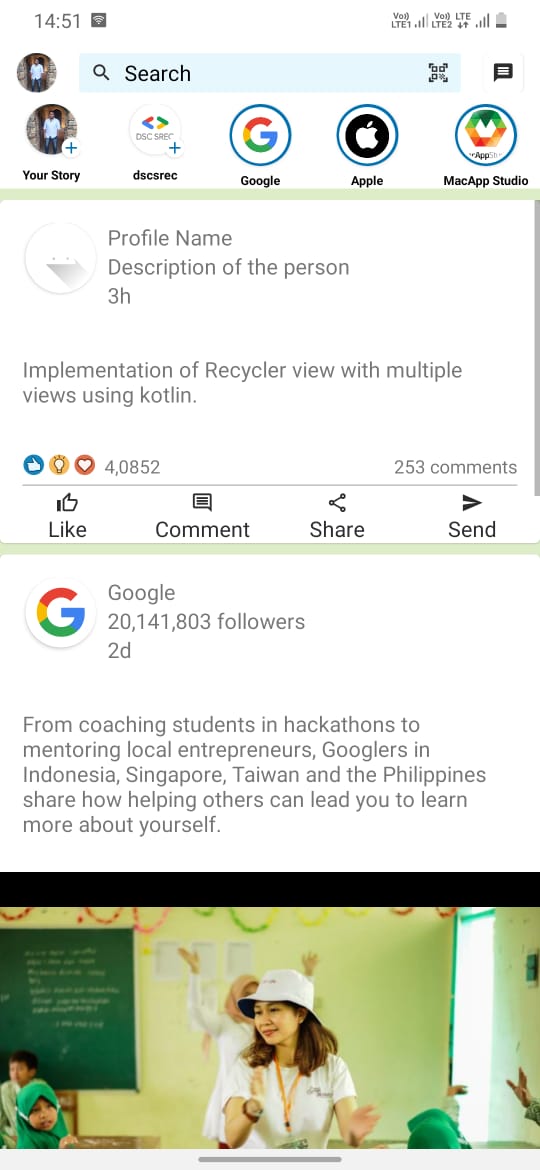 14:51
Vo) LTE1 Vo) LTE LTE2
Search
DSC SREC
AppStu
Your Story
dscsrec
Google
Apple
MacApp Studio
Profile Name
Description of the person
3h
Implementation of Recycler view with multiple
views using kotlin.
4,0852
253 comments
Like
Comment
Share
Send
Google
20,141,803 followers
2d
From coaching students in hackathons to
mentoring local entrepreneurs, Googlers in
Indonesia, Singapore, Taiwan and the Philippines
share how helping others can lead you to learn
more about yourself.